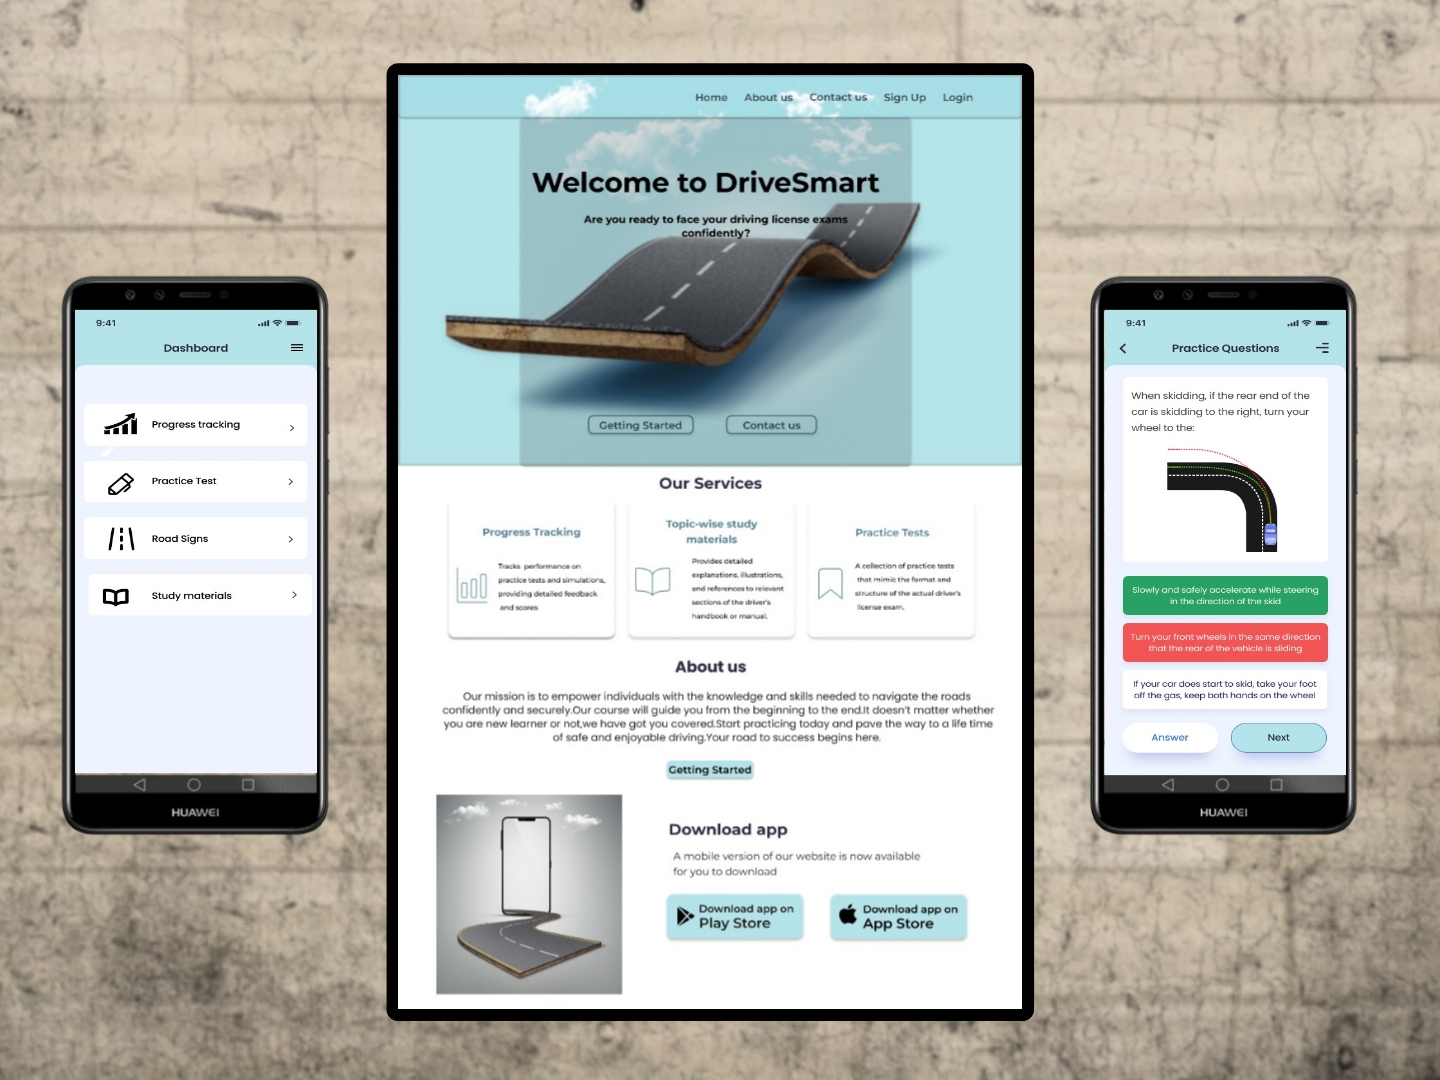 9:41
Dashboard
Progress tracking
Practice Test
Road Signs
Study materials
HUAWEI
Home About us Contact us Sign Up Login
Welcome to DriveSmart
Are you ready to face your driving license exams
confidently?
Getting Started Contact us
Our Services
Progress Tracking
Tracks performance on
practice tests and simulations,
providing detailed feedback
and scores
Topic-wise study
materials
Provides detailed
explanations, illustrations,
and references to relevant
sections of the driver's
handbook or manual.
Practice Tests
A collection of practice tests
that mimic the format and
structure of the actual driver's
license exam.
About us
Our mission is to empower individuals with the knowledge and skills needed to navigate the roads
confidently and securely.Our course will guide you from the beginning to the end.It doesn't matter whether
you are new learner or not,we have got you covered.Start practicing today and pave the way to a life time
of safe and enjoyable driving.Your road to success begins here.
Getting Started
Download app
A mobile version of our website is now available
for you to download
Download app on
Play Store
Download app on
App Store
9:41
Practice Questions
When skidding, if the rear end of the
car is skidding to the right, turn your
wheel to the:
Slowly and safely accelerate while steering
in the direction of the skid
Turn your front wheels in the same direction
that the rear of the vehicle is sliding
If your car does start to skid, take your foot
off the gas, keep both hands on the wheel
Answer Next
HUAWEI